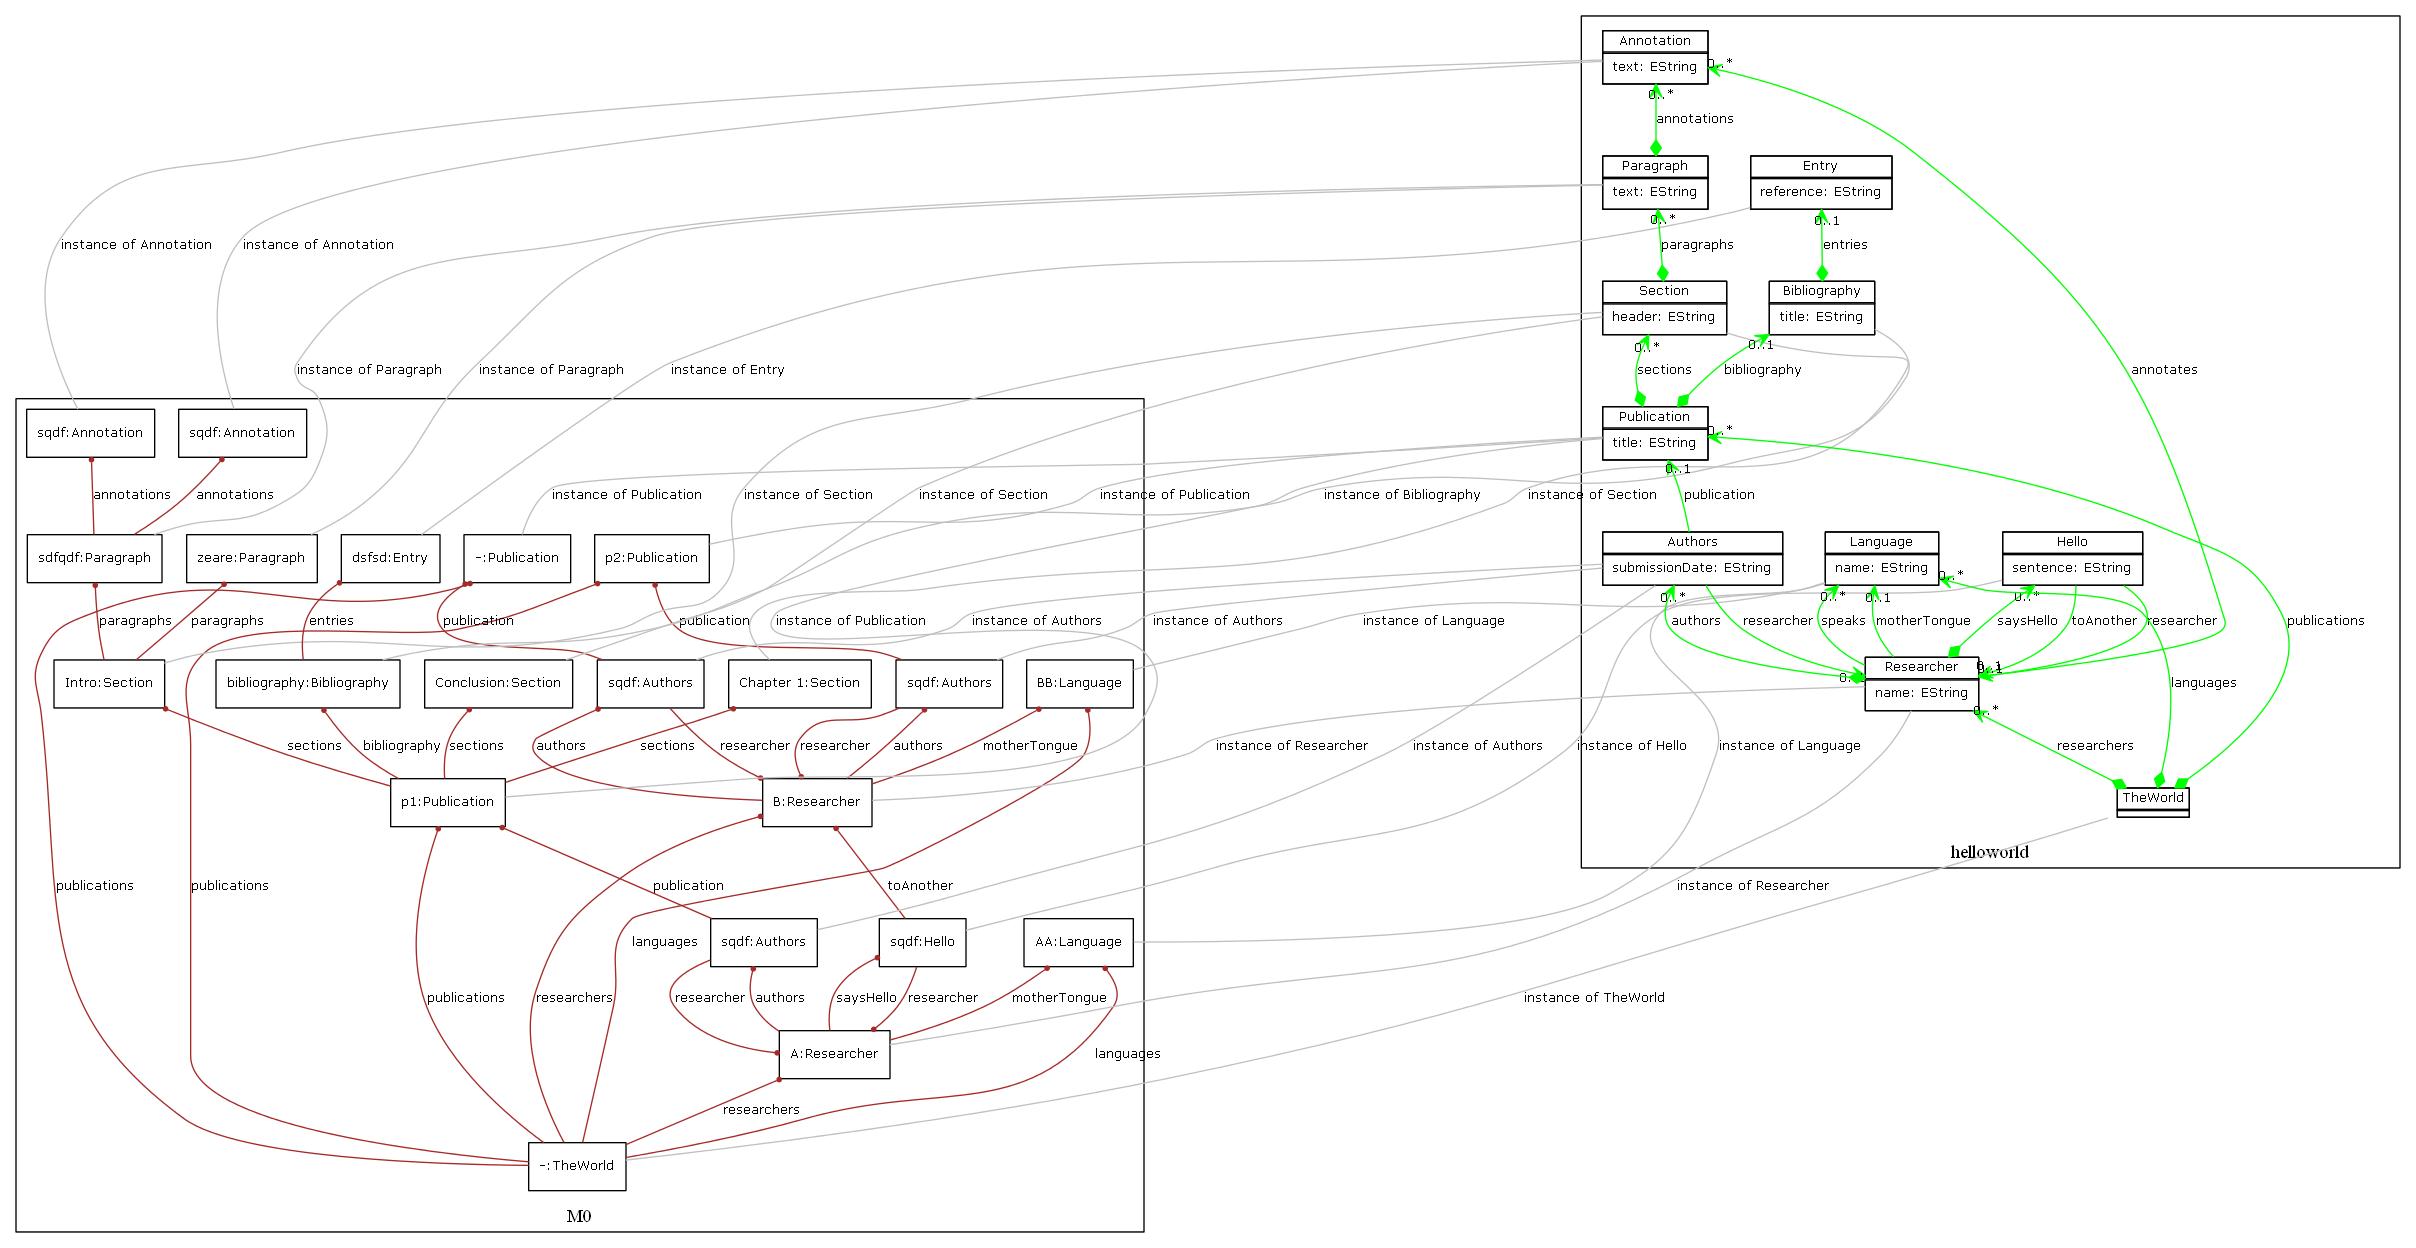 Annotation
text: EString
0..*
0..*
annotations
Paragraph
text: EString
Entry
reference: EString
0..*
0..1
instance of Annotation
instance of Annotation
paragraphs
entries
Section
header: EString
Bibliography
title: EString
0..*
0..1
instance of Paragraph
instance of Paragraph
instance of Entry
sections
bibliography
annotates
Publication
title: EString
0..*
sqdf:Annotation
sqdf:Annotation
0..1
annotations
annotations
instance of Publication
instance of Section
instance of Section
instance of Publication
instance of Bibliography
instance of Section
publication
Authors
submissionDate: EString
Language
name: EString
Hello
sentence: EString
sdfqdf:Paragraph
zeare:Paragraph
dsfsd:Entry
-:Publication
p2:Publication
0..*
0..*
0..*
0..1
0..*
paragraphs
paragraphs
entries
publication
publication
instance of Publication
instance of Authors
instance of Authors
instance of Language
authors
researcher
speaks
motherTongue
saysHello
toAnother
researcher
publications
Intro:Section
bibliography:Bibliography
Conclusion:Section
sqdf:Authors
Chapter 1:Section
sqdf:Authors
BB:Language
Researcher
name: EString
0..1
languages
0..*
sections
bibliography
sections
authors
sections
researcher
researcher
authors
motherTongue
instance of Researcher
instance of Authors
instance of Hello
instance of Language
researchers
p1:Publication
B:Researcher
TheWorld
helloworld
publications
publications
publication
toAnother
instance of Researcher
languages
sqdf:Authors
sqdf:Hello
AA:Language
publications
researchers
researcher
authors
saysHello
researcher
motherTongue
instance of TheWorld
A:Researcher
languages
researchers
-:TheWorld
M0